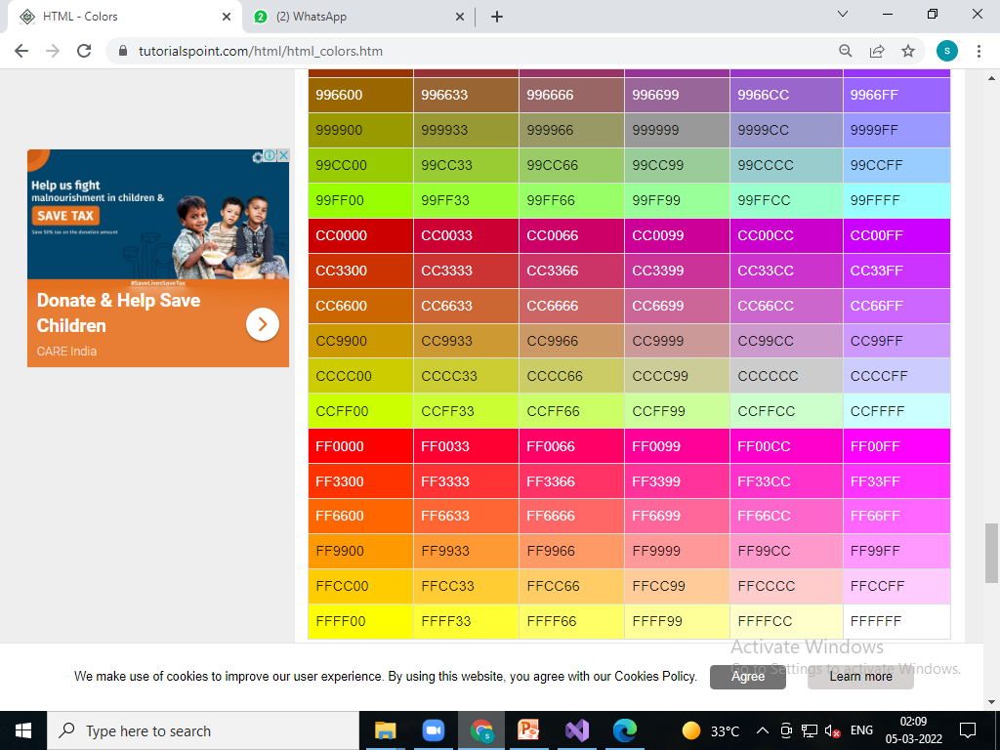 HTML - Colors
2
(2) WhatsApp
tutorialspoint.com/html/html_colors.htm
s
996600 996633 996666 996699 9966CC 9966FF
999900 999933 999966 999999 9999CC 9999FF
99CC00 99CC33 99CC66 99CC99 99CCCC 99CCFF
99FF00 99FF33 99FF66 99FF99 99FFCC 99FFFF
CC0000 CC0033 CC0066 CC0099 CC00CC CC00FF
CC3300 CC3333 CC3366 CC3399 CC33CC CC33FF
CC6600 CC6633 CC6666 CC6699 CC66CC CC66FF
CC9900 CC9933 CC9966 CC9999 CC99CC CC99FF
CCCC00 CCCC33 CCCC66 CCCC99 CCCCCC CCCCFF
CCFF00 CCFF33 CCFF66 CCFF99 CCFFCC CCFFFF
FF0000 FF0033 FF0066 FF0099 FF00CC FF00FF
FF3300 FF3333 FF3366 FF3399 FF33CC FF33FF
FF6600 FF6633 FF6666 FF6699 FF66CC FF66FF
FF9900 FF9933 FF9966 FF9999 FF99CC FF99FF
FFCC00 FFCC33 FFCC66 FFCC99 FFCCCC FFCCFF
FFFF00 FFFF33 FFFF66 FFFF99 FFFFCC FFFFFF
Help us fight
malnourishment in children &
SAVE TAX
Save 50% tax on the donation amount
#SaveLivesSaveTax
Donate & Help Save
Children
CARE India
We make use of cookies to improve our user experience. By using this website, you agree with our Cookies Policy.
Agree
Learn more
Activate Windows
Go to Settings to activate Windows.
Type here to search
33°C
ENG
02:09
05-03-2022